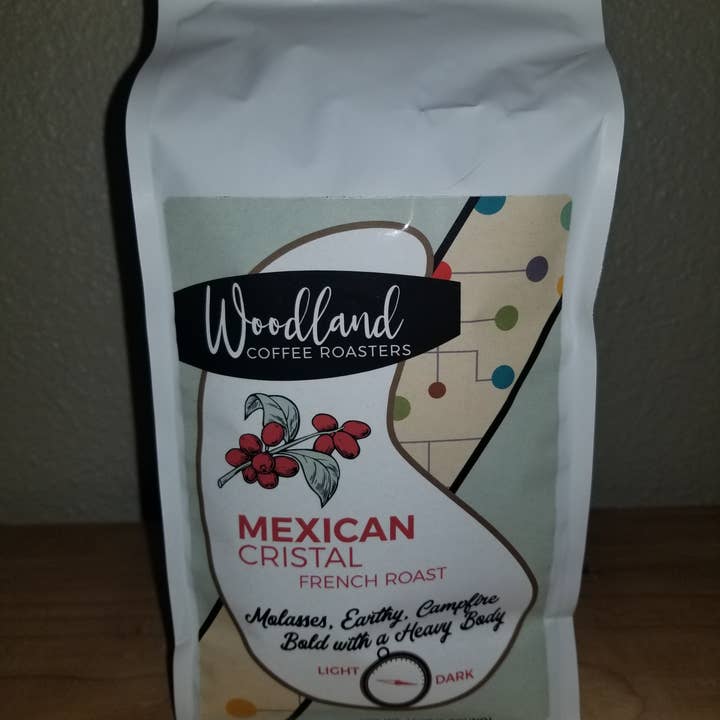 Woodland
COFFEE ROASTERS
MEXICAN
CRISTAL
FRENCH ROAST
Molasses, Earthy, Campfire
Bold with a Heavy Body
LIGHT DARK